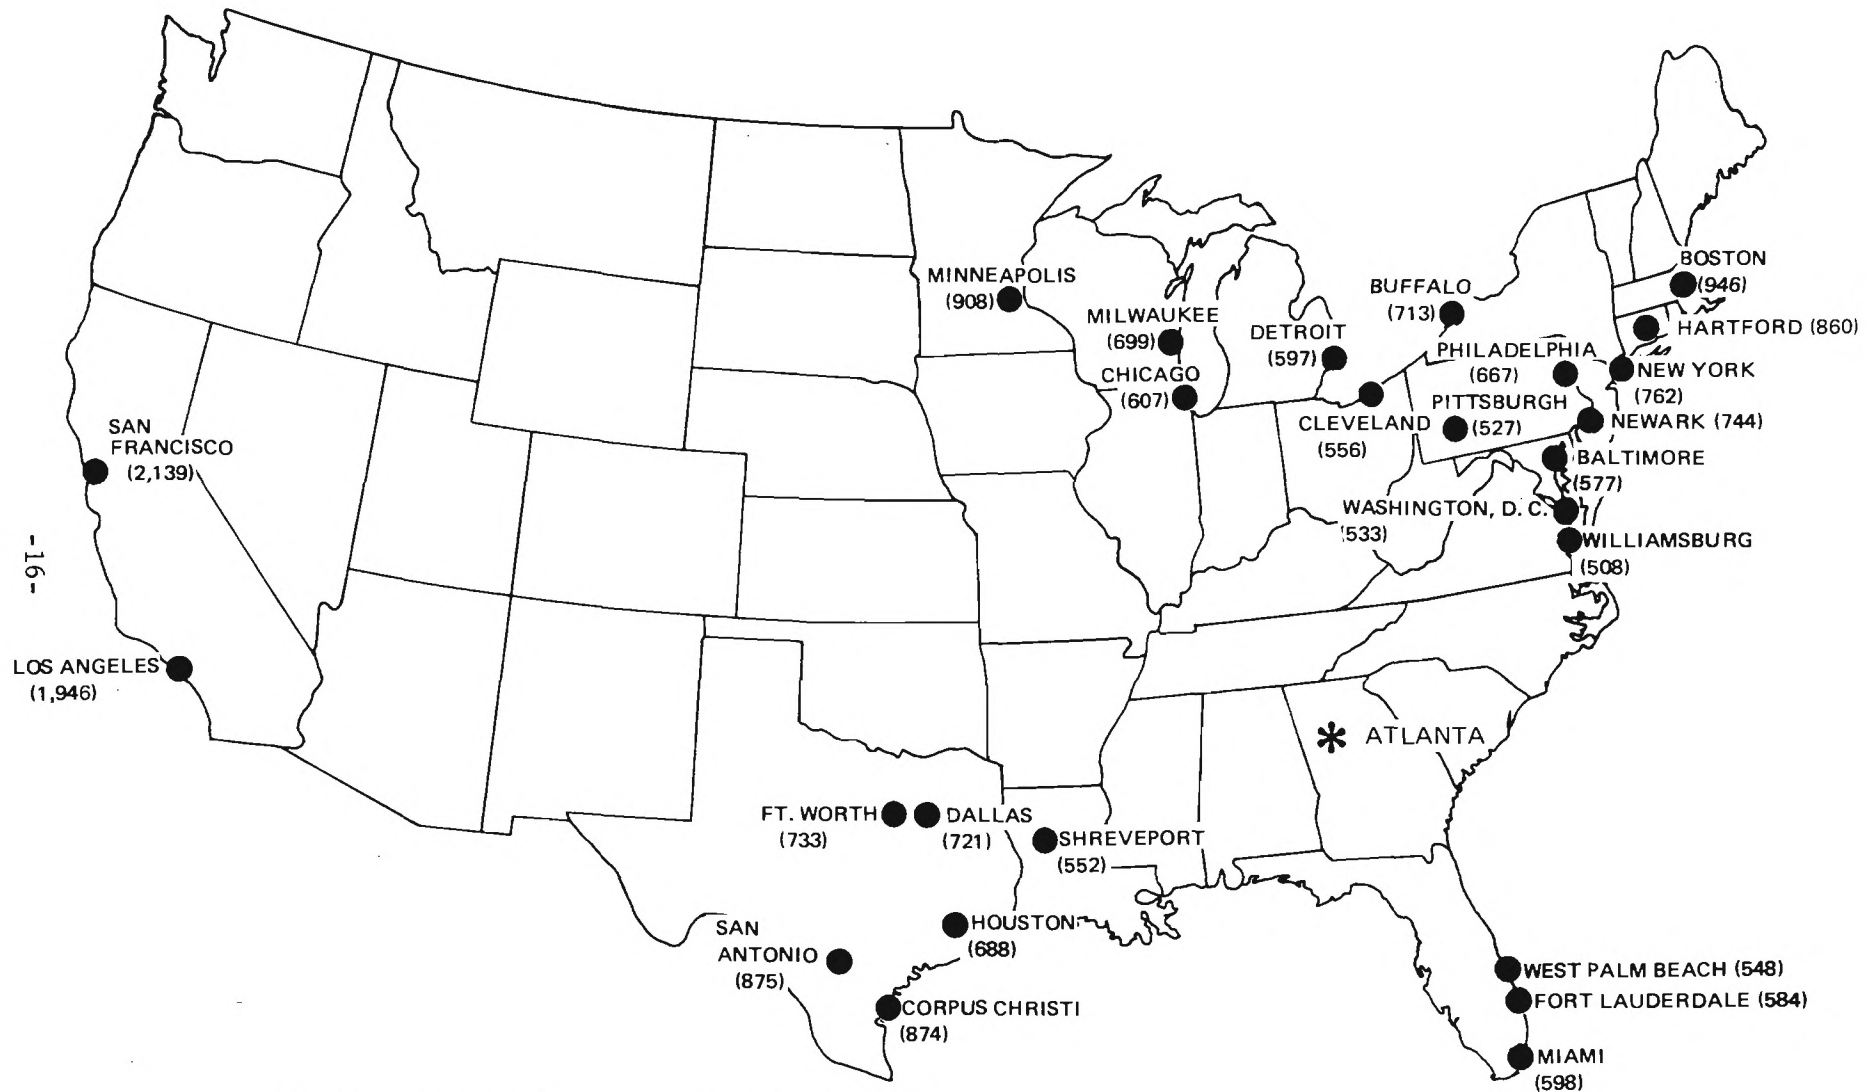 BOSTON
(946)
MINNEAPOLIS
(908)
BUFFALO
(713)
MILWAUKEE
(699)
DETROIT
(597)
HARTFORD (860)
PHILADELPHIA
(667)
CHICAGO
(607)
NEW YORK
(762)
PITTSBURGH
(527)
CLEVELAND
(556)
NEWARK (744)
SAN
FRANCISCO
(2,139)
BALTIMORE
(577)
WASHINGTON, D. C.
(533)
WILLIAMSBURG
(508)
-16-
LOS ANGELES
(1,946)
* ATLANTA
FT. WORTH
(733)
DALLAS
(721)
SHREVEPORT
(552)
HOUSTON
(688)
SAN
ANTONIO
(875)
WEST PALM BEACH (548)
FORT LAUDERDALE (584)
CORPUS CHRISTI
(874)
MIAMI
(598)